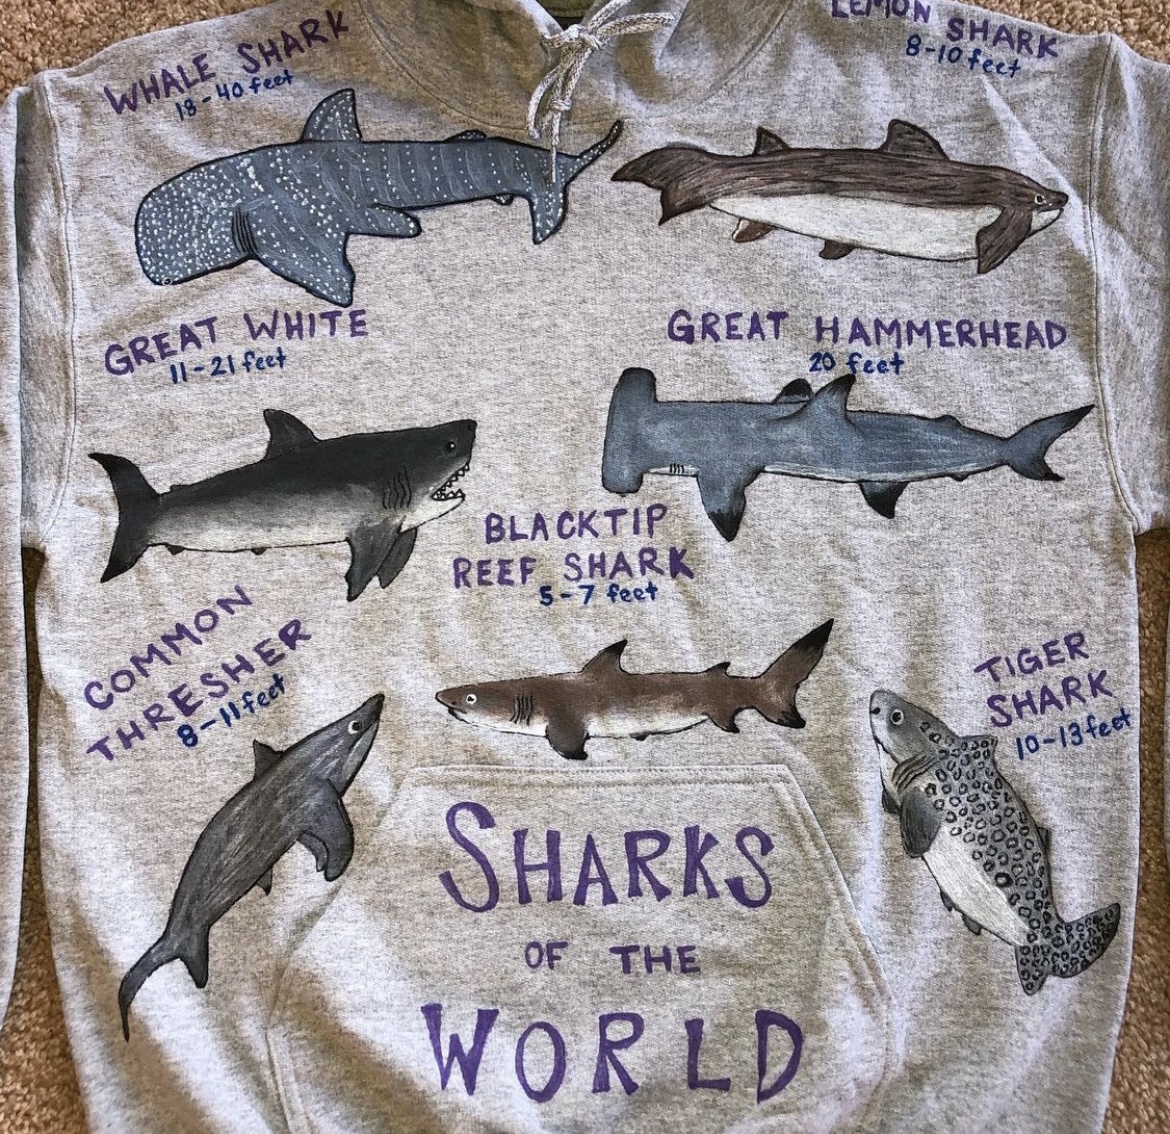 WHALE SHARK
18-40 feet
LEMON SHARK
8-10 feet
GREAT WHITE
11-21 feet
GREAT HAMMERHEAD
20 feet
BLACKTIP
REEF SHARK
5-7 feet
COMMON
THRESHER
8-11 feet
TIGER
SHARK
10-13 feet
SHARKS
OF THE
WORLD